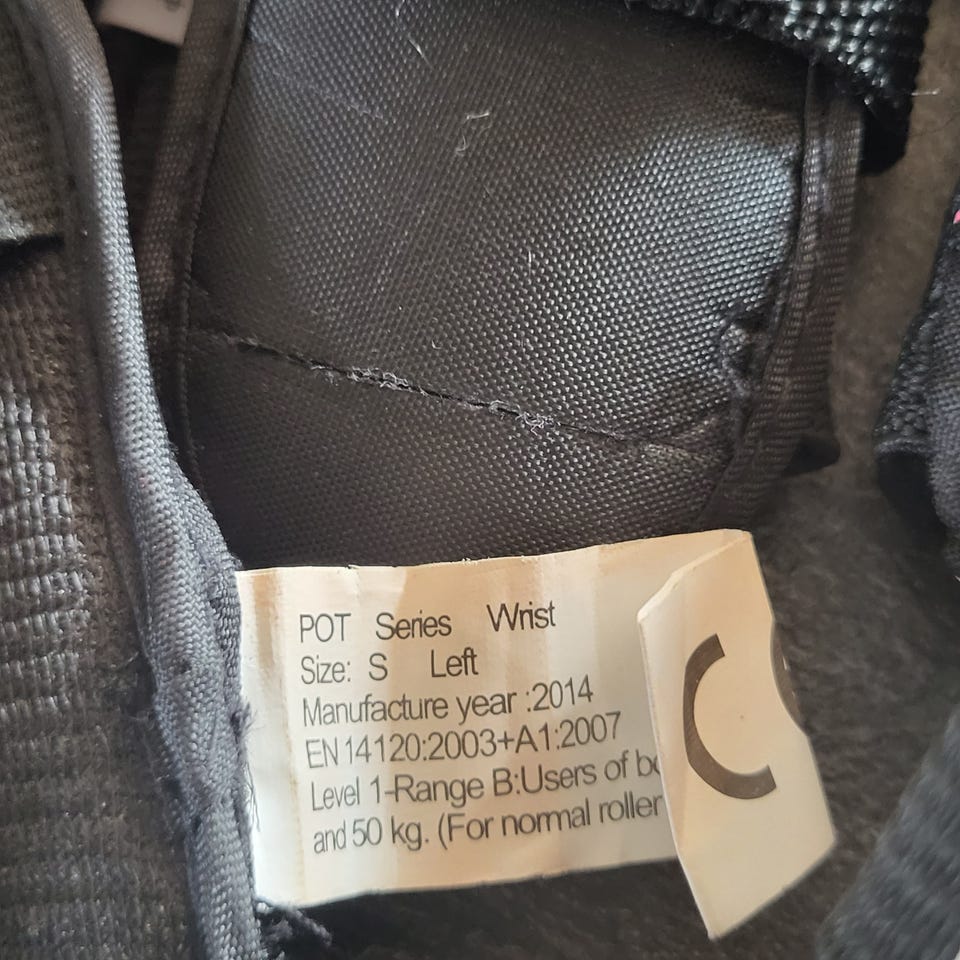 POT Series Wrist
Size: S Left
Manufacture year :2014
EN 14120:2003+A1:2007
Level 1-Range B:Users of
and 50 kg. (For normal roller
C